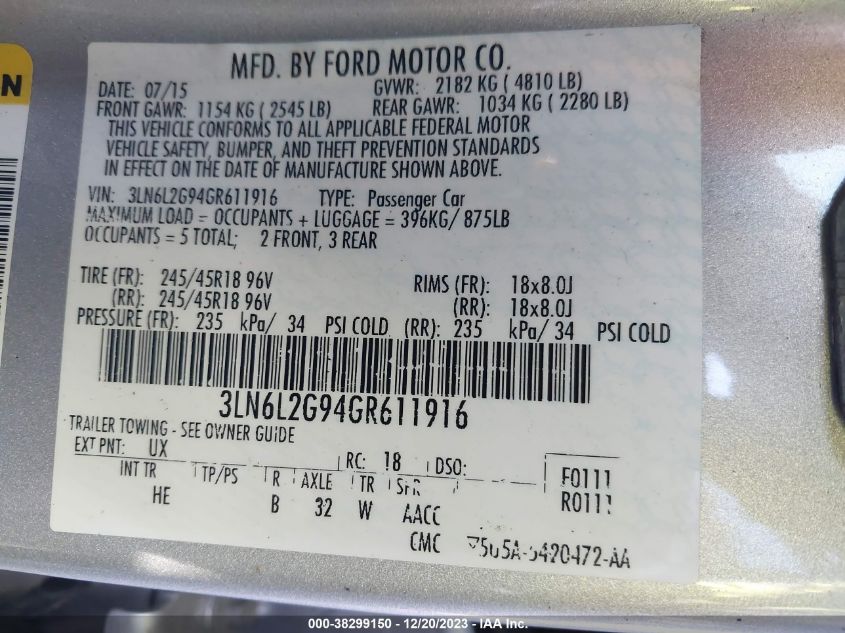 N
MFD. BY FORD MOTOR CO.
DATE: 07/15 GVWR: 2182 KG ( 4810 LB)
FRONT GAWR: 1154 KG ( 2545 LB) REAR GAWR: 1034 KG ( 2280 LB)
THIS VEHICLE CONFORMS TO ALL APPLICABLE FEDERAL MOTOR
VEHICLE SAFETY, BUMPER, AND THEFT PREVENTION STANDARDS
IN EFFECT ON THE DATE OF MANUFACTURE SHOWN ABOVE.
VIN: 3LN6L2G94GR611916 TYPE: Passenger Car
MAXIMUM LOAD = OCCUPANTS + LUGGAGE = 396KG/ 875LB
OCCUPANTS = 5 TOTAL; 2 FRONT, 3 REAR
TIRE (FR): 245/45R18 96V RIMS (FR): 18x8.0J
(RR): 245/45R18 96V (RR): 18x8.0J
PRESSURE (FR): 235 kPa/ 34 PSI COLD (RR): 235 kPa/ 34 PSI COLD
3LN6L2G94GR611916
TRAILER TOWING - SEE OWNER GUIDE
EXT PNT: UX RC: 18 DSO: F0111
INT TR TP/PS R AXLE TR SPR R0111
HE B 32 W AACC
CMC
000-38299150 - 12/20/2023 - 1IAA, Inc.